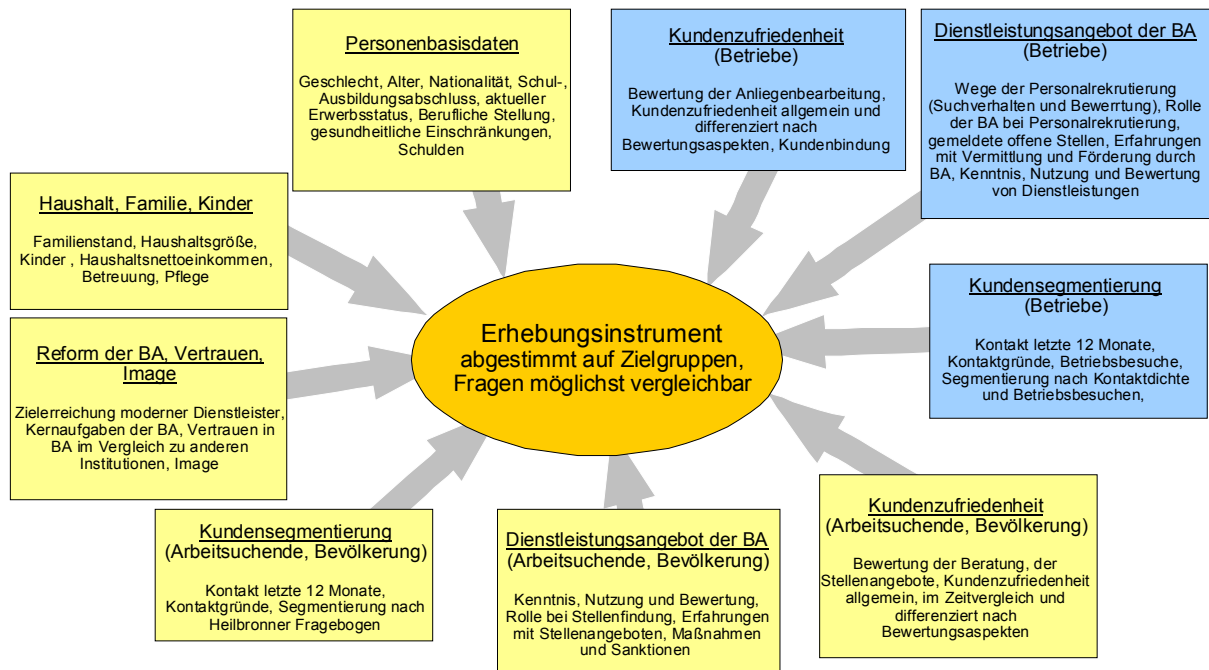 Personenbasisdaten
Geschlecht, Alter, Nationalität, Schul-,
Ausbildungsabschluss, aktueller
Erwerbsstatus, Berufliche Stellung,
gesundheitliche Einschränkungen,
Schulden
Kundenzufriedenheit
(Betriebe)
Bewertung der Anliegenbearbeitung,
Kundenzufriedenheit allgemein und
differenziert nach
Bewertungsaspekten, Kundenbindung
Dienstleistungsangebot der BA
(Betriebe)
Wege der Personalrekrutierung
(Suchverhalten und Bewerrtung), Rolle
der BA bei Personalrekrutierung,
gemeldete offene Stellen, Erfahrungen
mit Vermittlung und Förderung durch
BA, Kenntnis, Nutzung und Bewertung
von Dienstleistungen
Haushalt, Familie, Kinder
Familienstand, Haushaltsgröße,
Kinder , Haushaltsnettoeinkommen,
Betreuung, Pflege
Erhebungsinstrument
abgestimmt auf Zielgruppen,
Fragen möglichst vergleichbar
Kundensegmentierung
(Betriebe)
Kontakt letzte 12 Monate,
Kontaktgründe, Betriebsbesuche,
Segmentierung nach Kontaktdichte
und Betriebsbesuchen,
Reform der BA, Vertrauen,
Image
Zielerreichung moderner Dienstleister,
Kernaufgaben der BA, Vertrauen in
BA im Vergleich zu anderen
Institutionen, Image
Kundensegmentierung
(Arbeitsuchende, Bevölkerung)
Kontakt letzte 12 Monate,
Kontaktgründe, Segmentierung nach
Heilbronner Fragebogen
Dienstleistungsangebot der BA
(Arbeitsuchende, Bevölkerung)
Kenntnis, Nutzung und Bewertung,
Rolle bei Stellenfindung, Erfahrungen
mit Stellenangeboten, Maßnahmen
und Sanktionen
Kundenzufriedenheit
(Arbeitsuchende, Bevölkerung)
Bewertung der Beratung, der
Stellenangebote, Kundenzufriedenheit
allgemein, im Zeitvergleich und
differenziert nach
Bewertungsaspekten